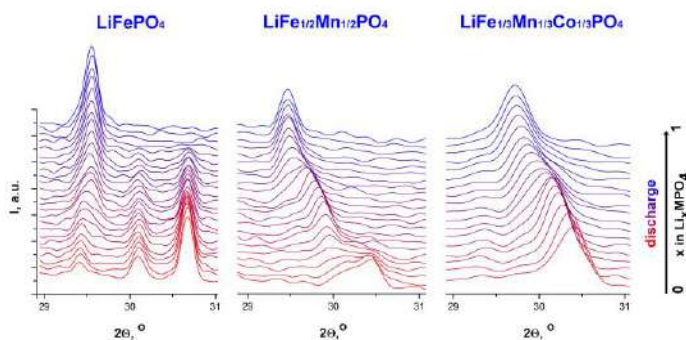 LiFePO₄ LiFe₁/₂Mn₁/₂PO₄ LiFe₁/₃Mn₁/₃Co₁/₃PO₄
I, a.u.
29 30 31 29 30 31 29 30 31
2Θ, ° 2Θ, ° 2Θ, °
discharge
0 x in LiₓMPO₄ 1